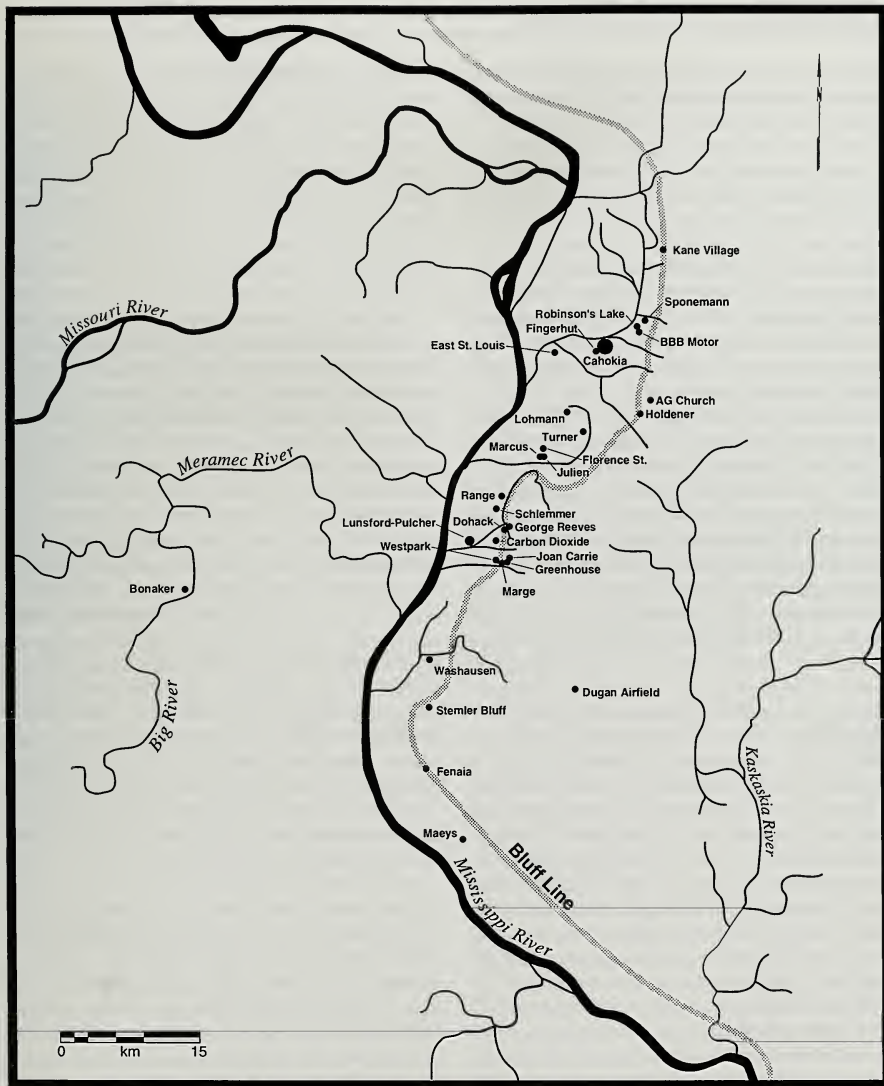 N
Kane Village
Sponemann
Robinson's Lake
Fingerhut
BBB Motor
East St. Louis
Cahokia
Missouri River
AG Church
Holdener
Lohmann
Turner
Marcus
Florence St.
Julien
Meramec River
Range
Schlemmer
Lunsford-Pulcher
Dohack
George Reeves
Carbon Dioxide
Westpark
Joan Carrie
Greenhouse
Marge
Bonaker
Washausen
Dugan Airfield
Stemler Bluff
Big River
Fenaia
Kaskaskia River
Maeys
Bluff Line
Mississippi River
0 km 15